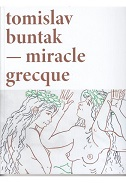 tomislav
buntak
— miracle
grecque